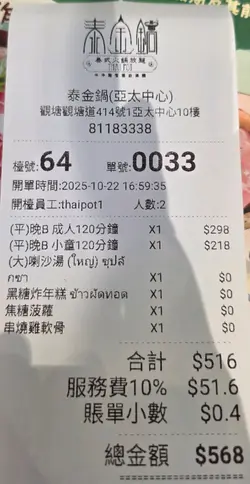 泰金鍋
泰式火鍋放題
泰金鍋(亞太中心)
觀塘觀塘道414號1亞太中心10樓
81183338
檯號:64 單號:0033
開單時間:2025-10-22 16:59:35
開檯員工:thaipot1 人數:2
(平)晚B 成人120分鐘 X1 $298
(平)晚B 小童120分鐘 X1 $218
(大)喇沙湯 (ใหญ่) ซุปลั
กซา X1 $0
黑糖炸年糕 ข้าวผัดทอด X1 $0
焦糖菠蘿 X1 $0
串燒雞軟骨 X1 $0
合計 $516
服務費10% $51.6
賬單小數 $0.4
總金額 $568